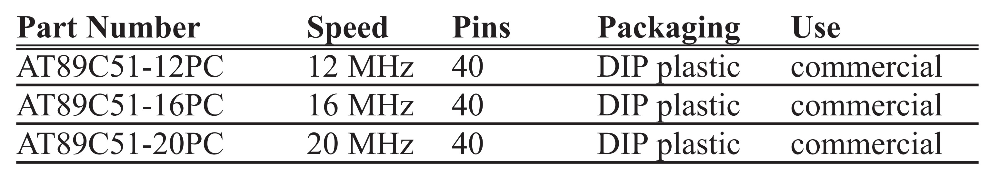 Part Number Speed Pins Packaging Use
AT89C51-12PC 12 MHz 40 DIP plastic commercial
AT89C51-16PC 16 MHz 40 DIP plastic commercial
AT89C51-20PC 20 MHz 40 DIP plastic commercial